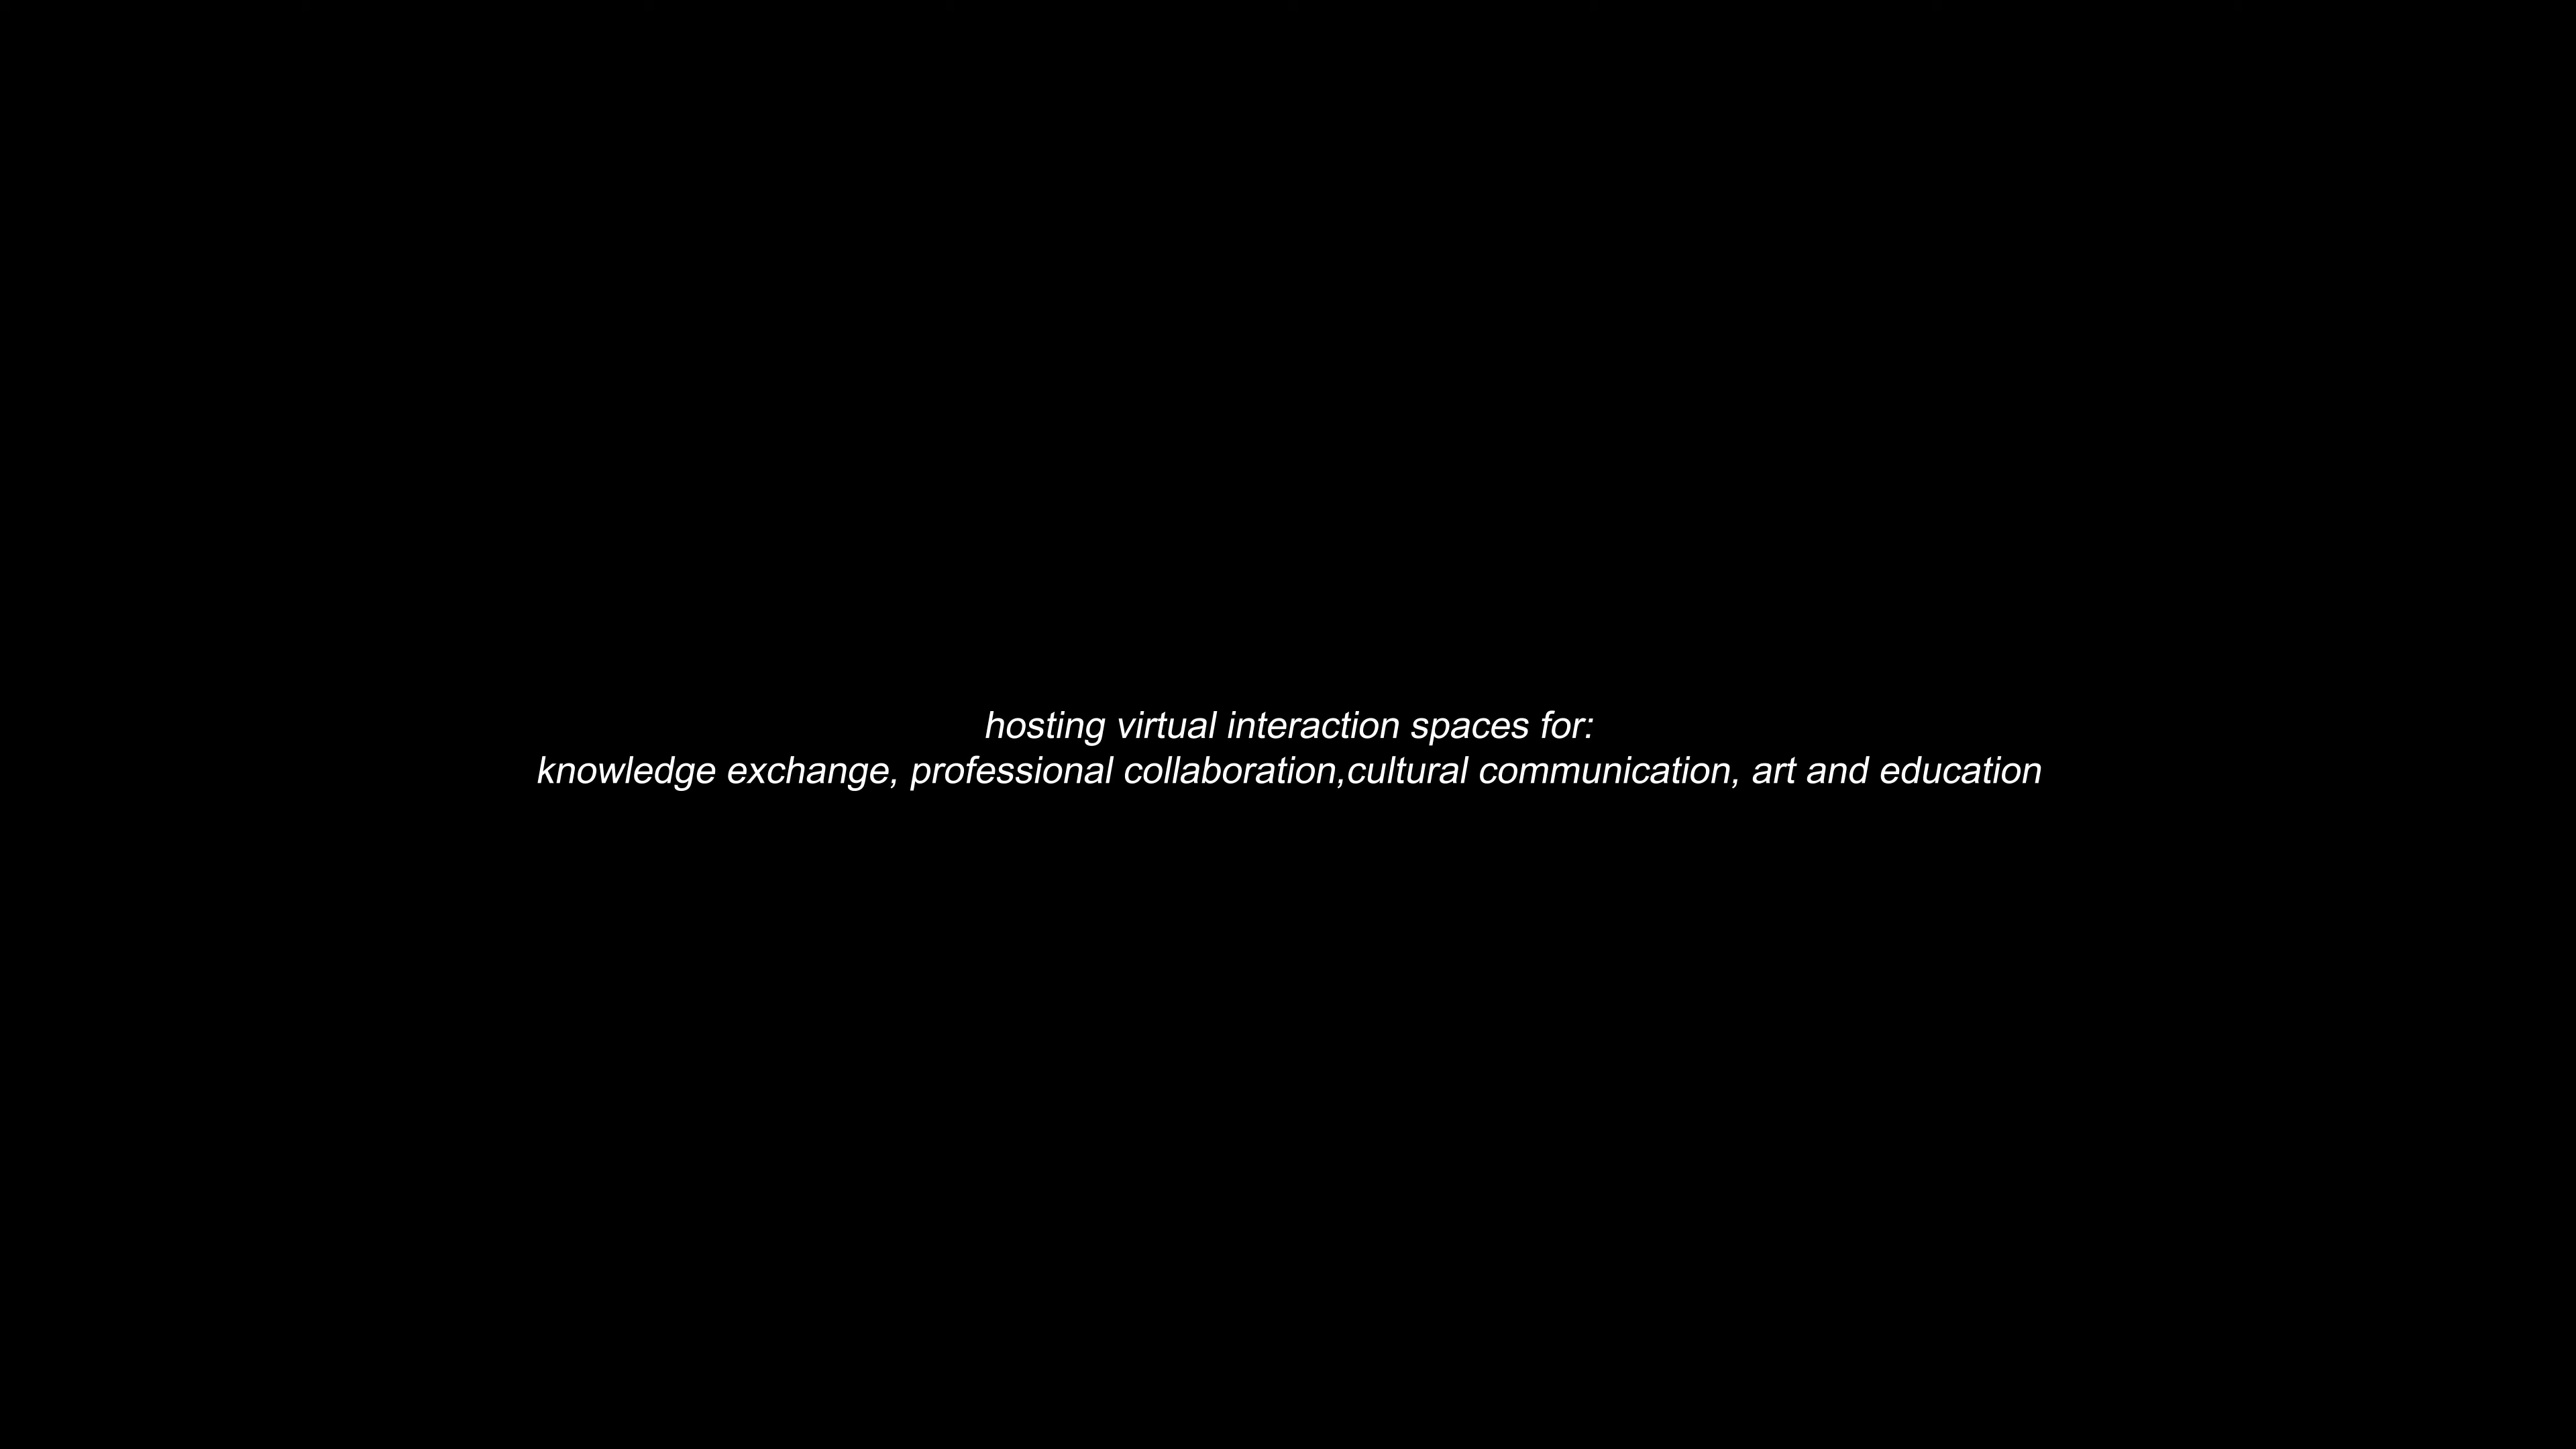 hosting virtual interaction spaces for:
knowledge exchange, professional collaboration,cultural communication, art and education